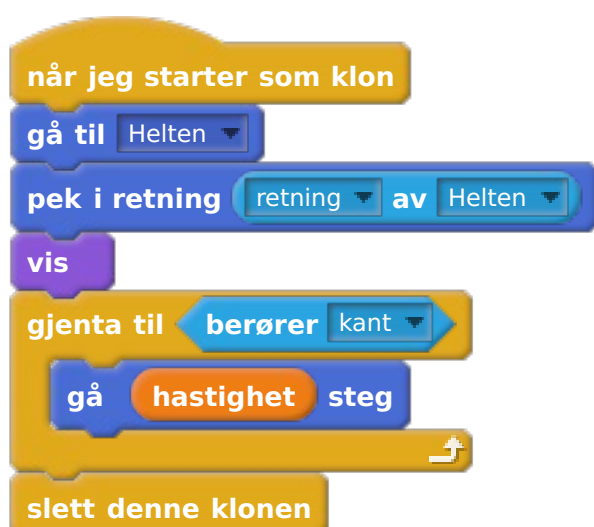 når jeg starter som klon
gå til Helten
pek i retning retning av Helten
vis
gjenta til berører kant
gå hastighet steg
slett denne klonen